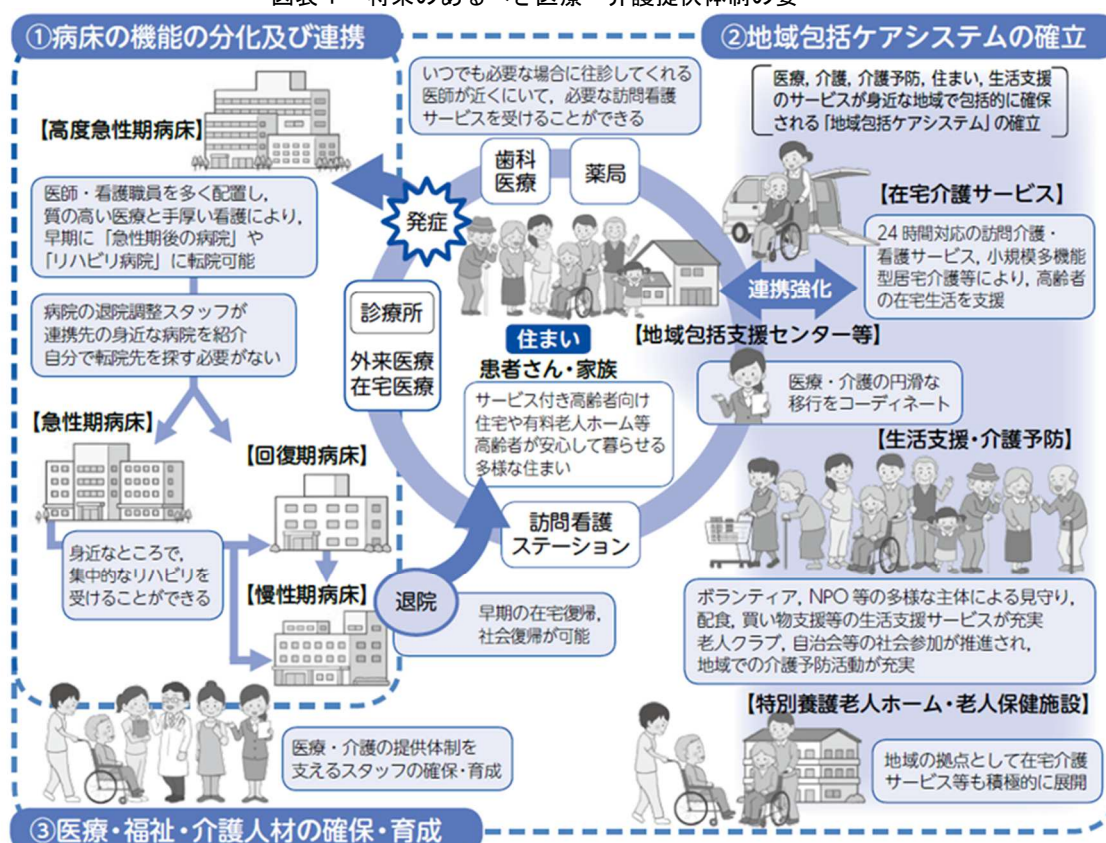 ①病床の機能の分化及び連携
②地域包括ケアシステムの確立
いつでも必要な場合に往診してくれる
医師が近くにいて，必要な訪問看護
サービスを受けることができる
医療，介護，介護予防，住まい，生活支援
のサービスが身近な地域で包括的に確保
される「地域包括ケアシステム」の確立
【高度急性期病床】
医師・看護職員を多く配置し，
質の高い医療と手厚い看護により，
早期に「急性期後の病院」や
「リハビリ病院」に転院可能
発症
歯科
医療
薬局
【在宅介護サービス】
24時間対応の訪問介護・
看護サービス，小規模多機能
型居宅介護等により，高齢者
の在宅生活を支援
連携強化
病院の退院調整スタッフが
連携先の身近な病院を紹介
自分で転院先を探す必要がない
診療所
外来医療
在宅医療
住まい
患者さん・家族
サービス付き高齢者向け
住宅や有料老人ホーム等
高齢者が安心して暮らせる
多様な住まい
【地域包括支援センター等】
医療・介護の円滑な
移行をコーディネート
【急性期病床】
【回復期病床】
身近なところで，
集中的なリハビリを
受けることができる
【慢性期病床】
退院
早期の在宅復帰，
社会復帰が可能
訪問看護
ステーション
【生活支援・介護予防】
ボランティア，NPO等の多様な主体による見守り，
配食，買い物支援等の生活支援サービスが充実
老人クラブ，自治会等の社会参加が推進され，
地域での介護予防活動が充実
【特別養護老人ホーム・老人保健施設】
地域の拠点として在宅介護
サービス等も積極的に展開
医療・介護の提供体制を
支えるスタッフの確保・育成
③医療・福祉・介護人材の確保・育成